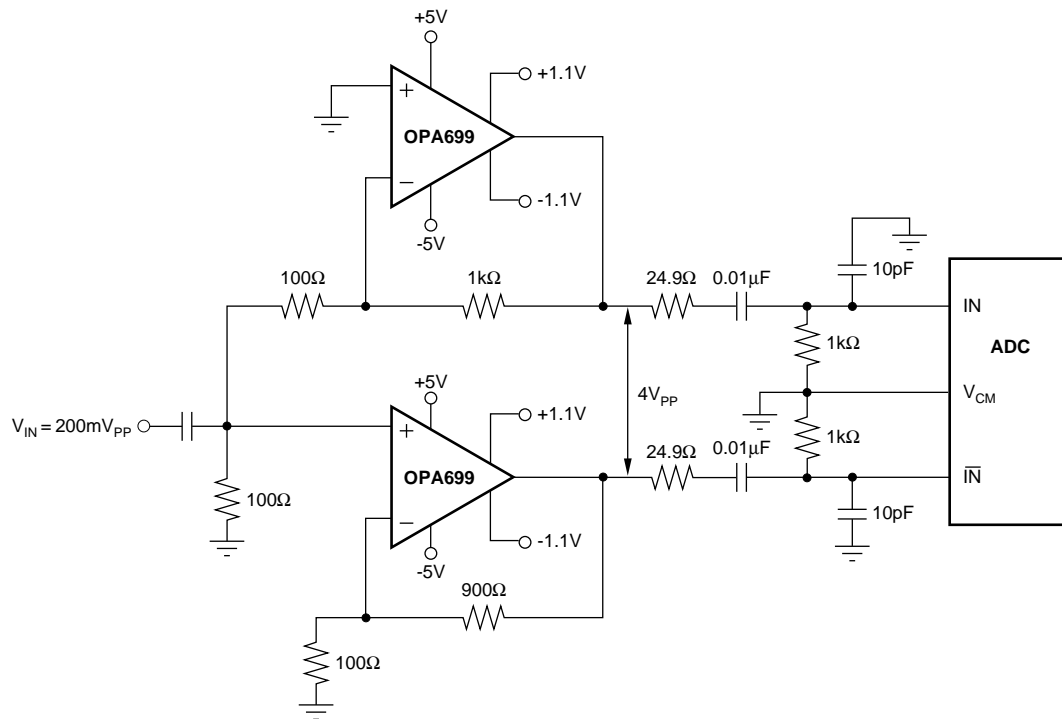 +5V
+1.1V
+
OPA699
−
-1.1V
-5V
100Ω
1kΩ
24.9Ω
0.01μF
10pF
IN
ADC
1kΩ
+5V
4VPP
VCM
VIN = 200mVPP
+1.1V
+
1kΩ
24.9Ω
0.01μF
OPA699
IN
100Ω
−
10pF
-1.1V
-5V
900Ω
100Ω